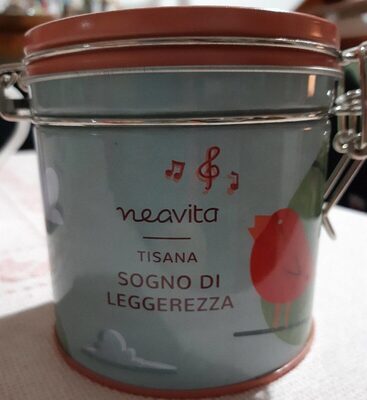 neavita
TISANA
SOGNO DI
LEGGEREZZA